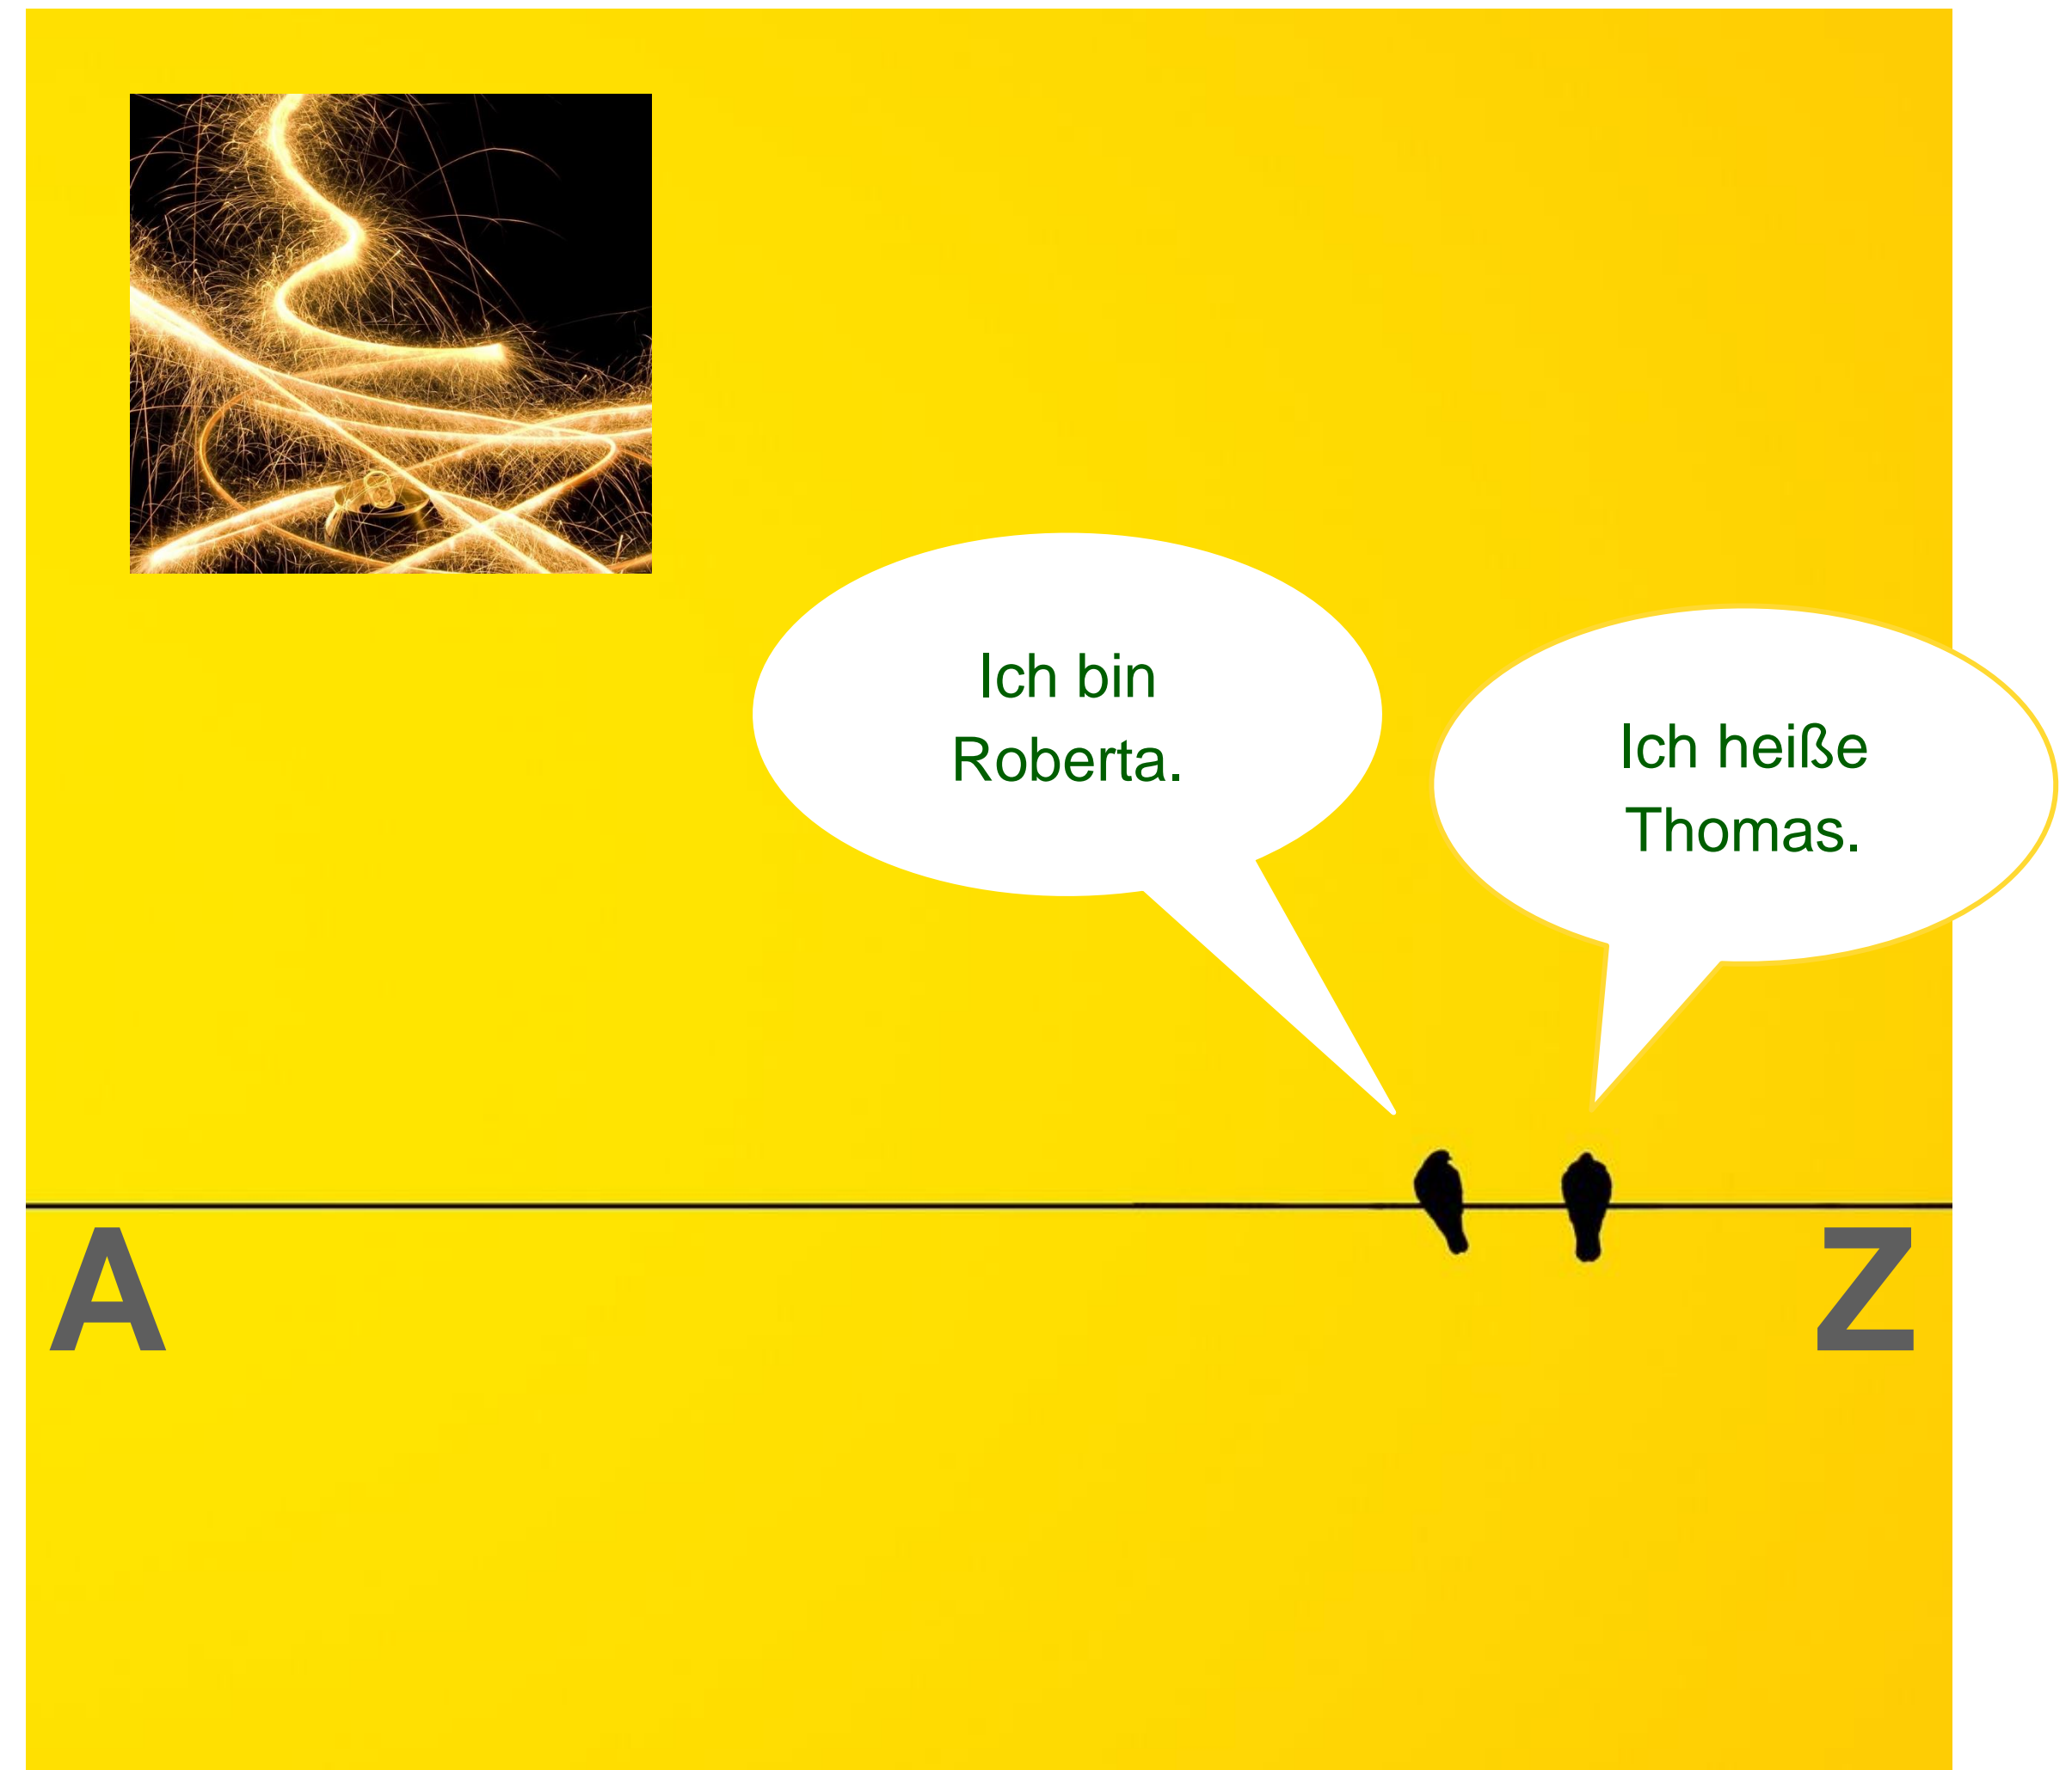 Ich bin
Roberta.
Ich heiße
Thomas.
A
Z